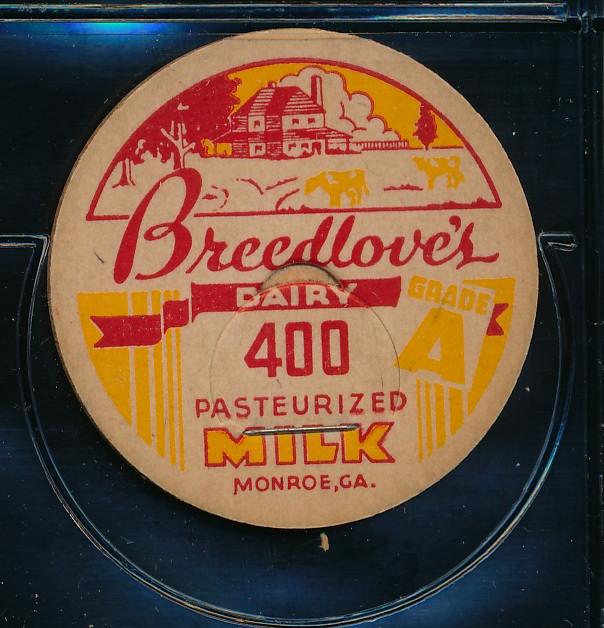 Breedlove's
DAIRY
GRADE
A
400
PASTEURIZED
MILK
MONROE, GA.